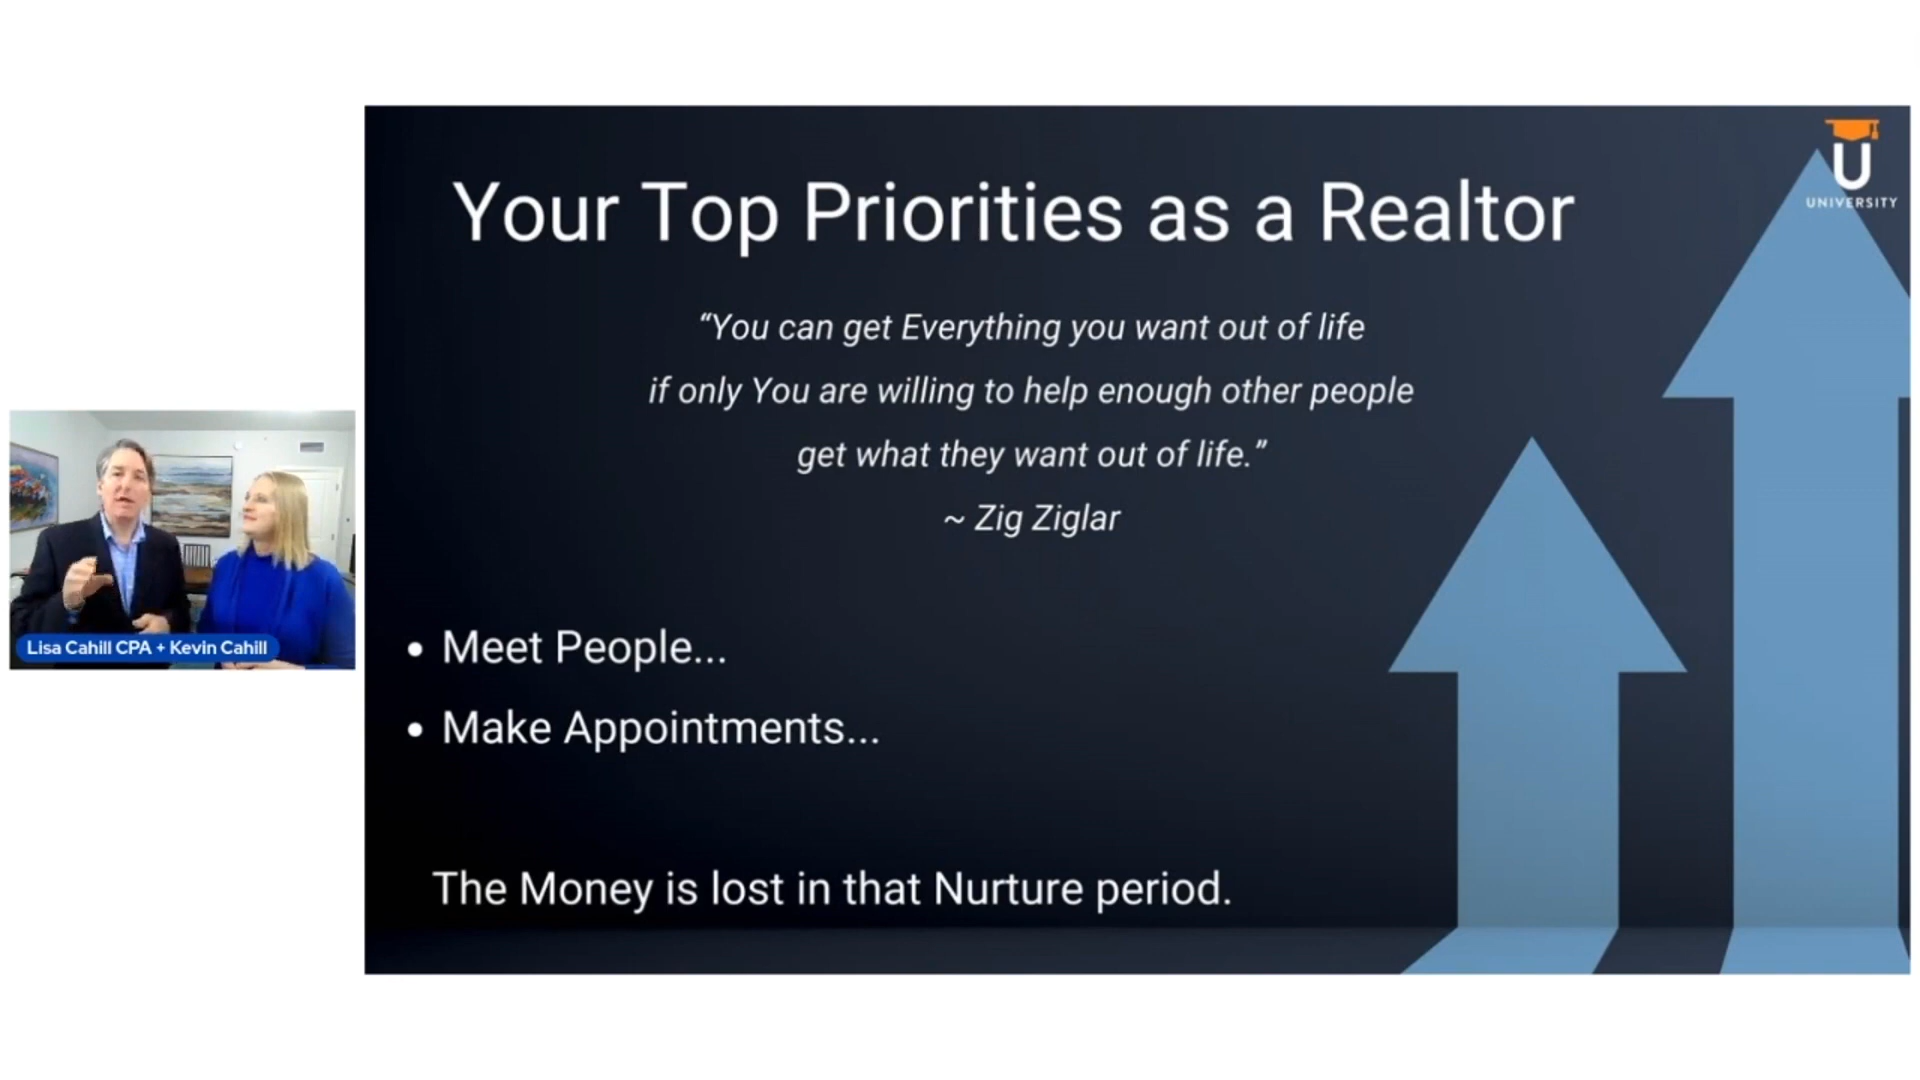 U
UNIVERSITY
Your Top Priorities as a Realtor
“You can get Everything you want out of life
if only You are willing to help enough other people
get what they want out of life.”
~ Zig Ziglar
• Meet People...
• Make Appointments...
The Money is lost in that Nurture period.
Lisa Cahill CPA + Kevin Cahill